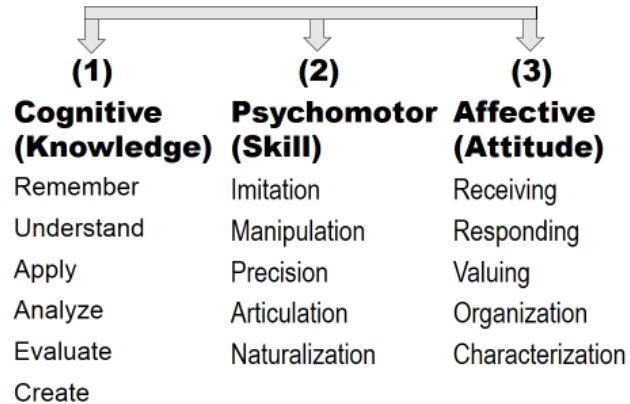 (1)
Cognitive
(Knowledge)
Remember
Understand
Apply
Analyze
Evaluate
Create
(2)
Psychomotor
(Skill)
Imitation
Manipulation
Precision
Articulation
Naturalization
(3)
Affective
(Attitude)
Receiving
Responding
Valuing
Organization
Characterization